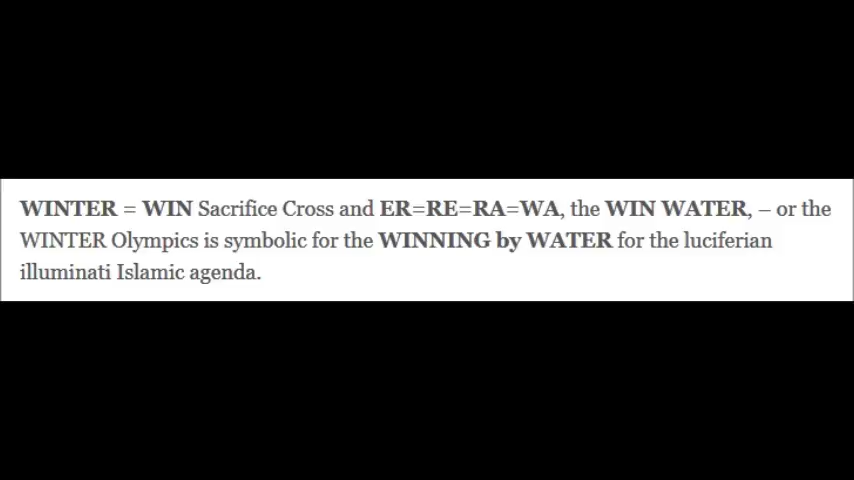 WINTER = WIN Sacrifice Cross and ER=RE=RA=WA, the WIN WATER, – or the
WINTER Olympics is symbolic for the WINNING by WATER for the luciferian
illuminati Islamic agenda.